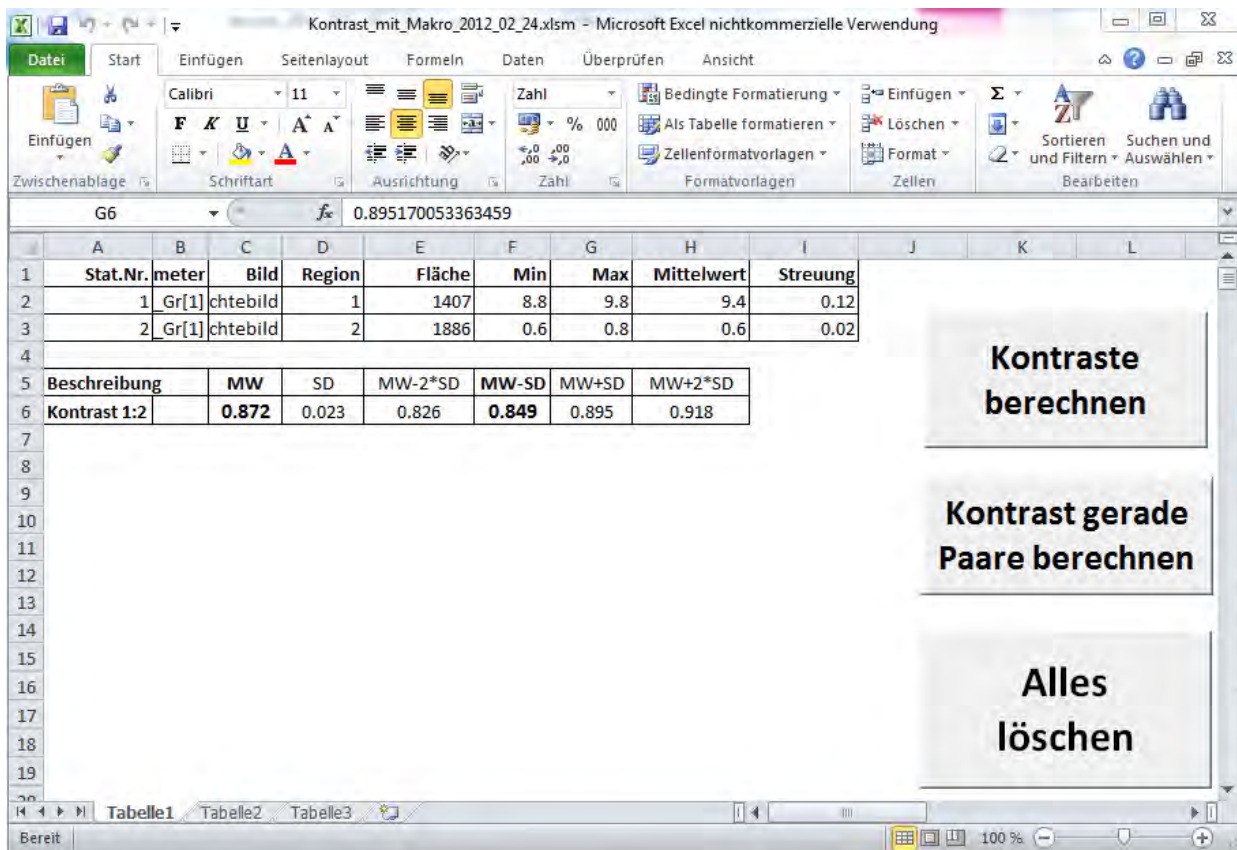 Kontrast_mit_Makro_2012_02_24.xlsm - Microsoft Excel nichtkommerzielle Verwendung
Datei Start Einfügen Seitenlayout Formeln Daten Überprüfen Ansicht
Einfügen
Calibri 11
F K U A A
A
Zahl
% 000
Bedingte Formatierung
Als Tabelle formatieren
Zellenformatvorlagen
Einfügen
Löschen
Format
Σ
Sortieren und Filtern
Suchen und Auswählen
Zwischenablage Schriftart Ausrichtung Zahl Formatvorlagen Zellen Bearbeiten
G6 fx 0.895170053363459
A B C D E F G H I J K L
1 Stat.Nr. meter Bild Region Fläche Min Max Mittelwert Streuung
2 1 _Gr[1] chtebild 1 1407 8.8 9.8 9.4 0.12
3 2 _Gr[1] chtebild 2 1886 0.6 0.8 0.6 0.02
4
5 Beschreibung MW SD MW-2*SD MW-SD MW+SD MW+2*SD
6 Kontrast 1:2 0.872 0.023 0.826 0.849 0.895 0.918
7
8
9
10
11
12
13
14
15
16
17
18
19
Kontraste
berechnen
Kontrast gerade
Paare berechnen
Alles
löschen
Tabelle1 Tabelle2 Tabelle3
Bereit 100 %